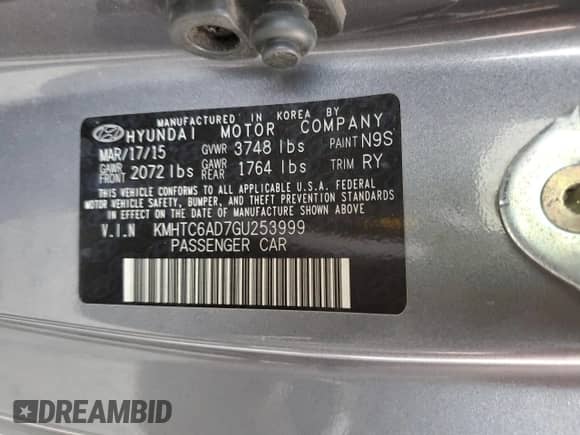 MANUFACTURED IN KOREA BY
HYUNDAI MOTOR COMPANY
MAR/17/15 GVWR 3748 lbs PAINT N9S
GAWR FRONT 2072 lbs GAWR REAR 1764 lbs TRIM RY
THIS VEHICLE CONFORMS TO ALL APPLICABLE U.S.A. FEDERAL
MOTOR VEHICLE SAFETY, BUMPER, AND THEFT PREVENTION STANDARDS
IN EFFECT ON THE DATE OF MANUFACTURE SHOWN ABOVE.
V.I.N KMHTC6AD7GU253999
PASSENGER CAR
DREAMBID